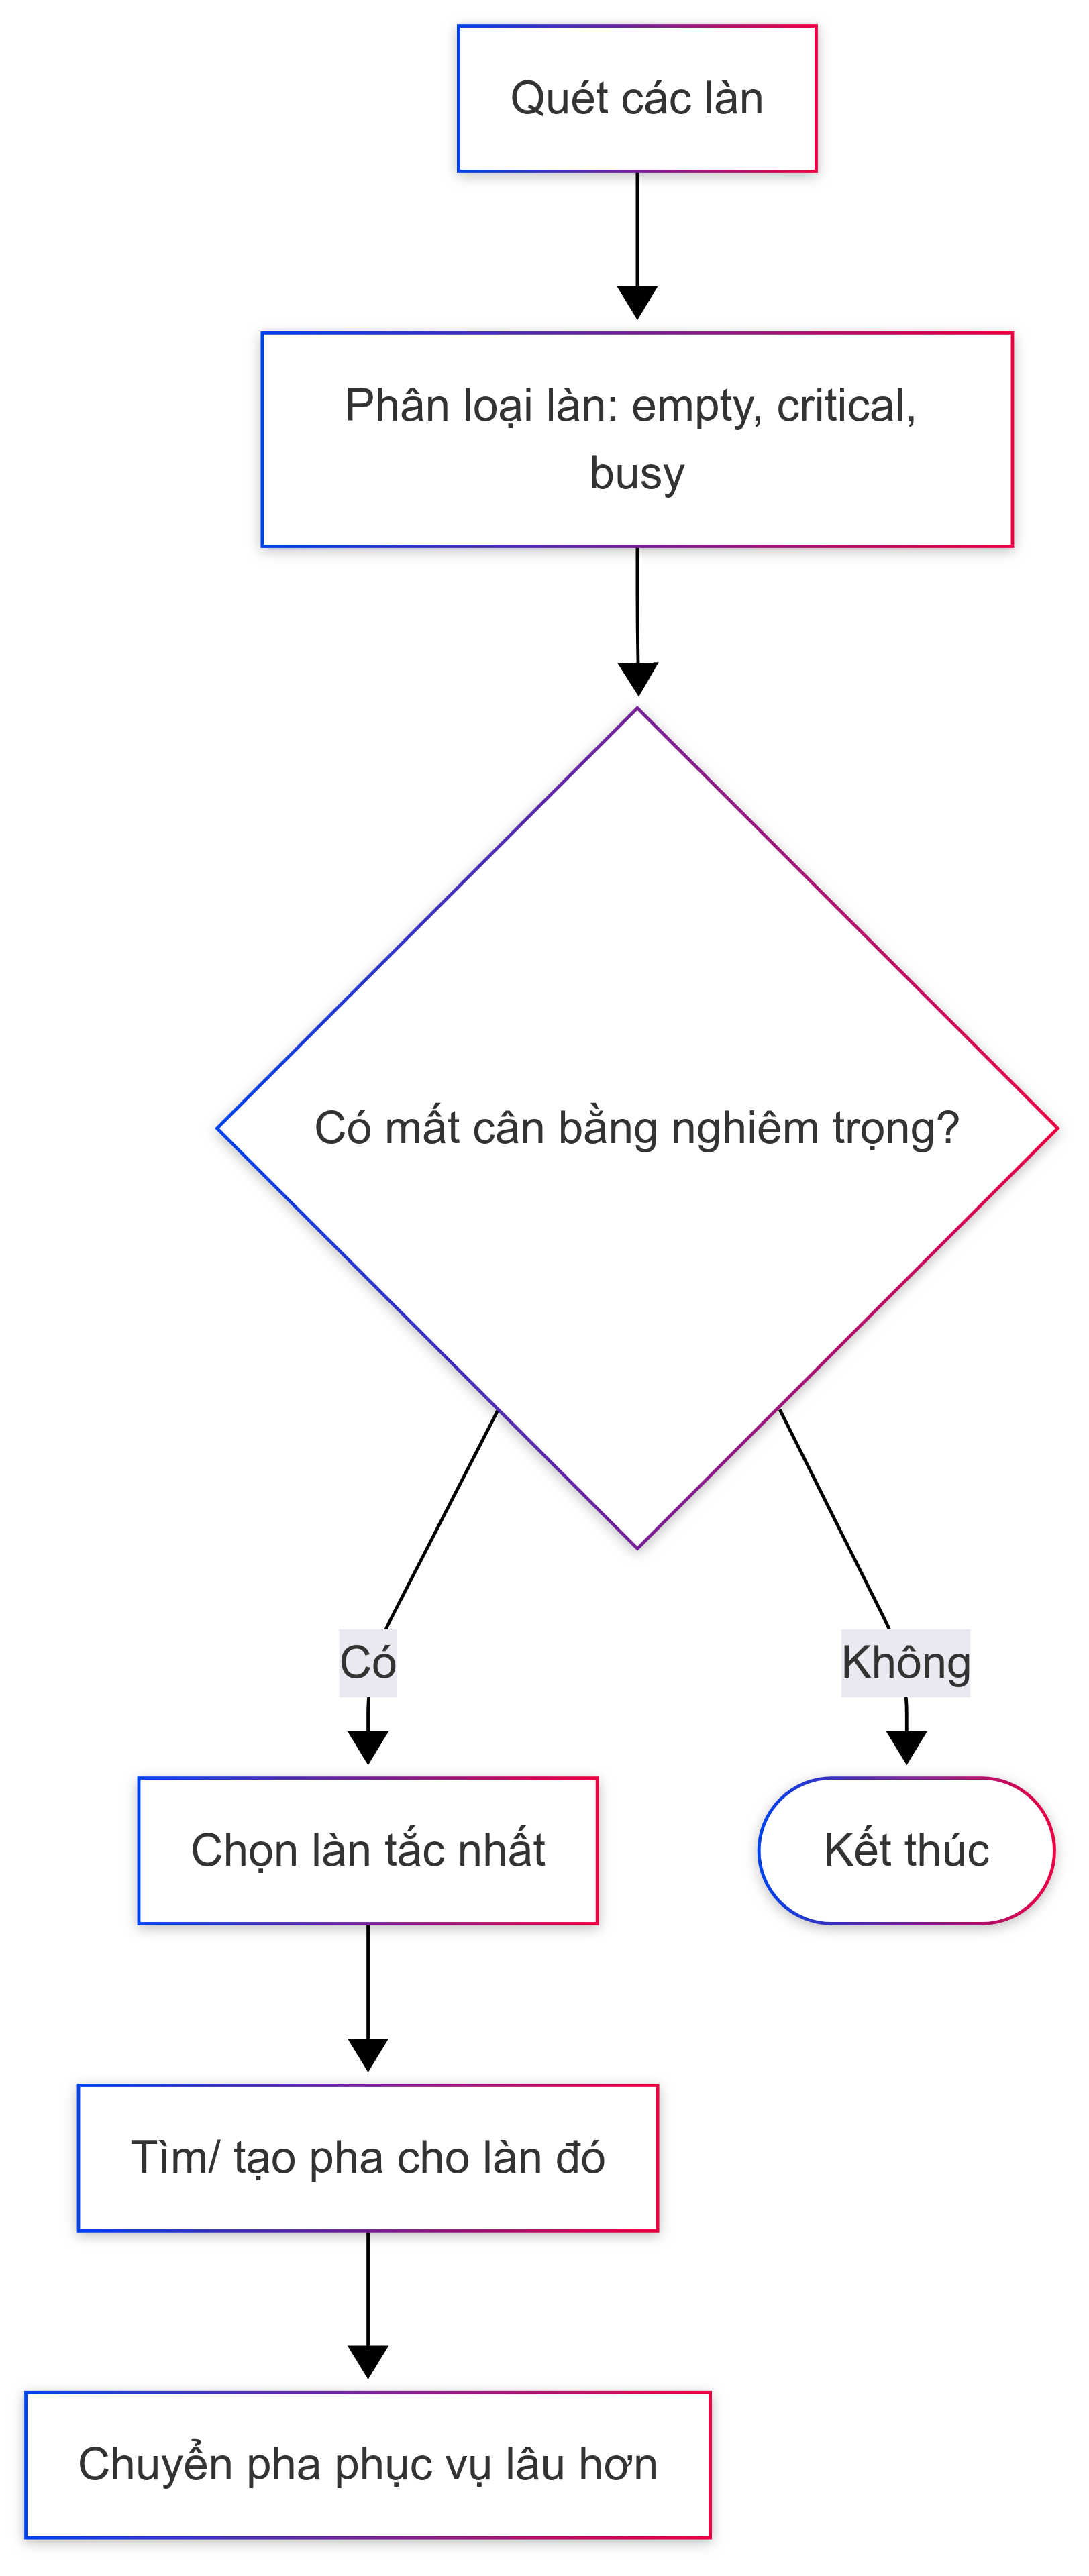 Quét các làn
Phân loại làn: empty, critical,
busy
Có mất cân bằng nghiêm trọng?
Có
Không
Chọn làn tắc nhất
Kết thúc
Tìm/ tạo pha cho làn đó
Chuyển pha phục vụ lâu hơn